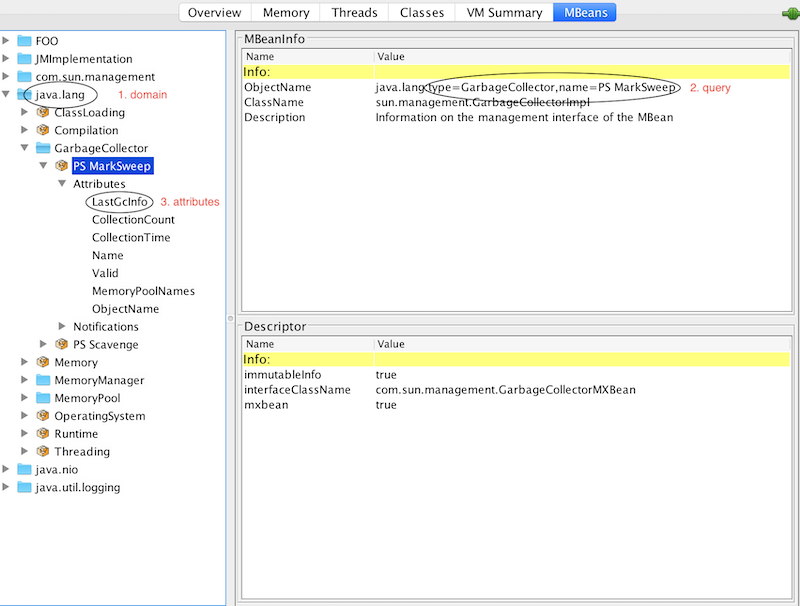 Overview Memory Threads Classes VM Summary MBeans
FOO
JMImplementation
com.sun.management
java.lang 1. domain
ClassLoading
Compilation
GarbageCollector
PS MarkSweep
Attributes
LastGcInfo 3. attributes
CollectionCount
CollectionTime
Name
Valid
MemoryPoolNames
ObjectName
Notifications
PS Scavenge
Memory
MemoryManager
MemoryPool
OperatingSystem
Runtime
Threading
java.nio
java.util.logging
MBeanInfo
Name Value
Info:
ObjectName java.lang:type=GarbageCollector,name=PS MarkSweep 2. query
ClassName sun.management.GarbageCollectorImpl
Description Information on the management interface of the MBean
Descriptor
Name Value
Info:
immutableInfo true
interfaceClassName com.sun.management.GarbageCollectorMXBean
mxbean true